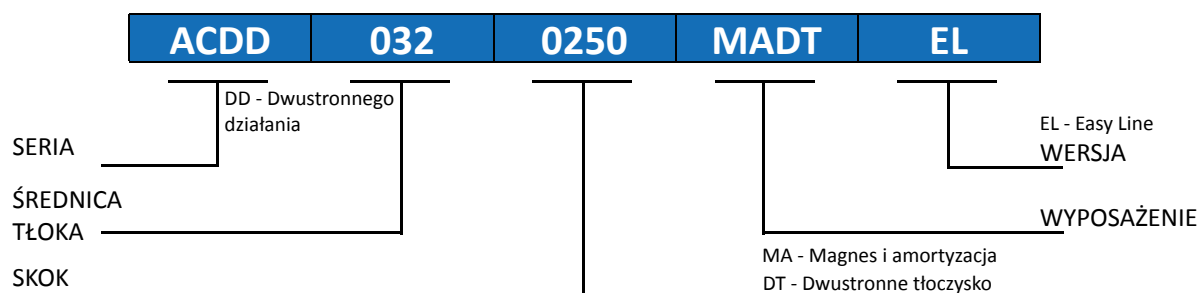 ACDD 032 0250 MADT EL
DD - Dwustronnego
działania
SERIA
EL - Easy Line
WERSJA
ŚREDNICA
TŁOKA
WYPOSAŻENIE
MA - Magnes i amortyzacja
DT - Dwustronne tłoczysko
SKOK